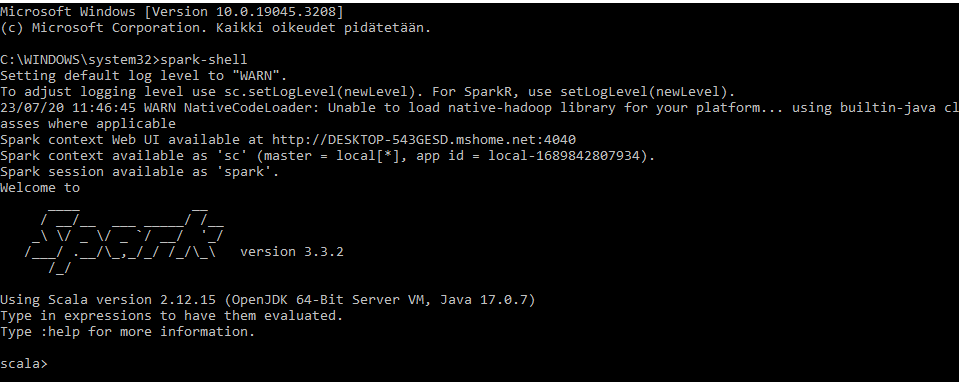 Microsoft Windows [Version 10.0.19045.3208]
(c) Microsoft Corporation. Kaikki oikeudet pidätetään.
C:\WINDOWS\system32>spark-shell
Setting default log level to "WARN".
To adjust logging level use sc.setLogLevel(newLevel). For SparkR, use setLogLevel(newLevel).
23/07/20 11:46:45 WARN NativeCodeLoader: Unable to load native-hadoop library for your platform... using builtin-java cl
asses where applicable
Spark context Web UI available at http://DESKTOP-543GESD.mshome.net:4040
Spark context available as 'sc' (master = local[*], app id = local-1689842807934).
Spark session available as 'spark'.
Welcome to
      ____              __
     / __/__  ___ _____/ /__
    _\ \/ _ \/ _ `/ __/  '_/
   /___/ .__/\_,_/_/ /_/\_\   version 3.3.2
      /_/
Using Scala version 2.12.15 (OpenJDK 64-Bit Server VM, Java 17.0.7)
Type in expressions to have them evaluated.
Type :help for more information.
scala>